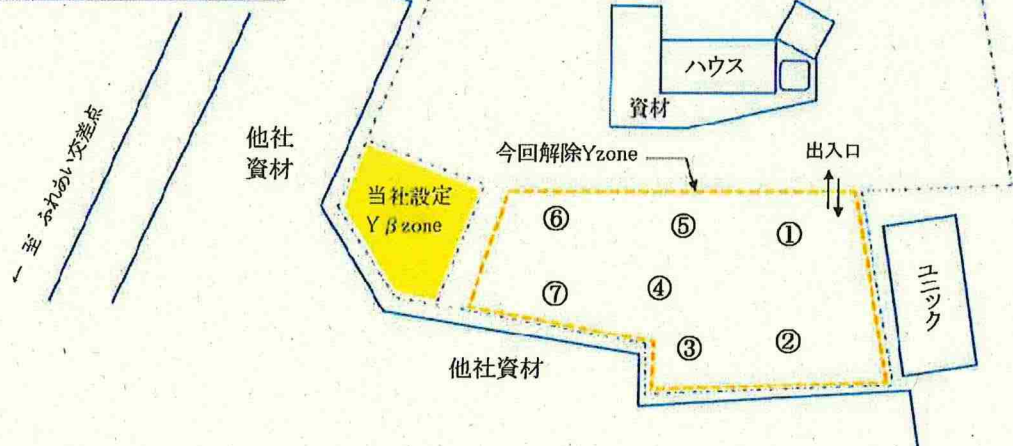 ハウス
資材
他社
資材
今回解除Yzone
出入口
← 至 ふれあい交差点
当社設定
Yβzone
⑥
⑤
①
⑦
④
③
②
ユニック
他社資材